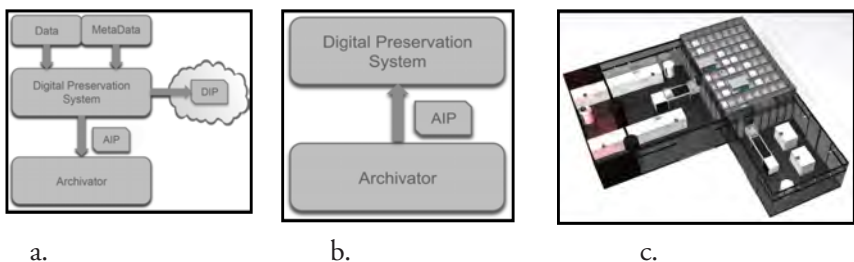 Data
MetaData
Digital Preservation
System
DIP
AIP
Archivator
Digital Preservation
System
AIP
Archivator
a.
b.
c.